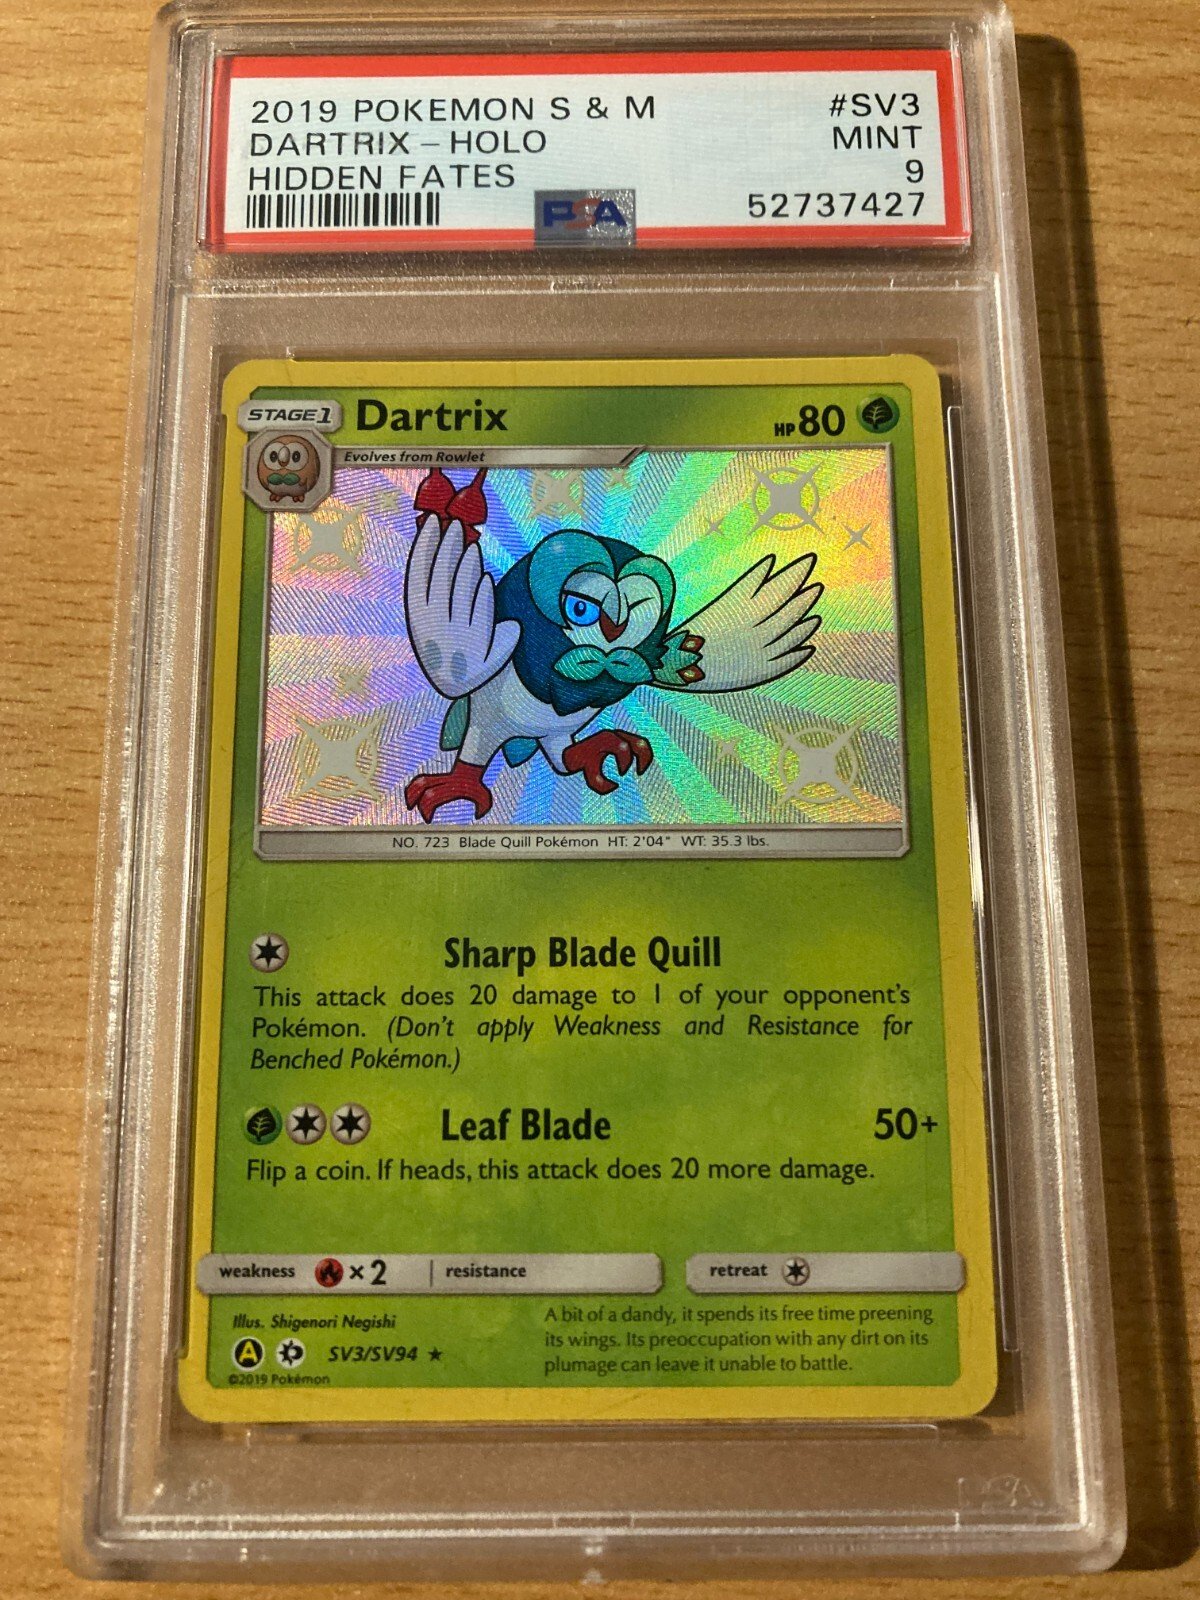 2019 POKEMON S & M #SV3
DARTRIX - HOLO MINT
HIDDEN FATES 9
PSA 52737427
STAGE 1 Dartrix HP 80
Evolves from Rowlet
NO. 723 Blade Quill Pokémon HT: 2'04" WT: 35.3 lbs.
Sharp Blade Quill
This attack does 20 damage to 1 of your opponent's
Pokémon. (Don't apply Weakness and Resistance for
Benched Pokémon.)
Leaf Blade 50+
Flip a coin. If heads, this attack does 20 more damage.
weakness ×2 resistance retreat
Illus. Shigenori Negishi
A SV3/SV94 ★
©2019 Pokémon
A bit of a dandy, it spends its free time preening
its wings. Its preoccupation with any dirt on its
plumage can leave it unable to battle.